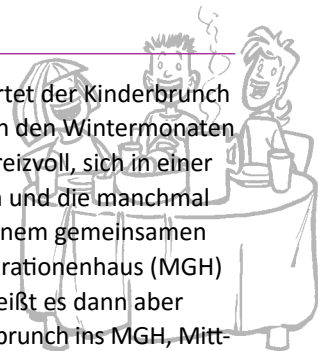 rtet der Kinderbrunch
n den Wintermonaten
reizvoll, sich in einer
und die manchmal
nem gemeinsamen
rationenhaus (MGH)
eißt es dann aber
brunch ins MGH, Mitt-